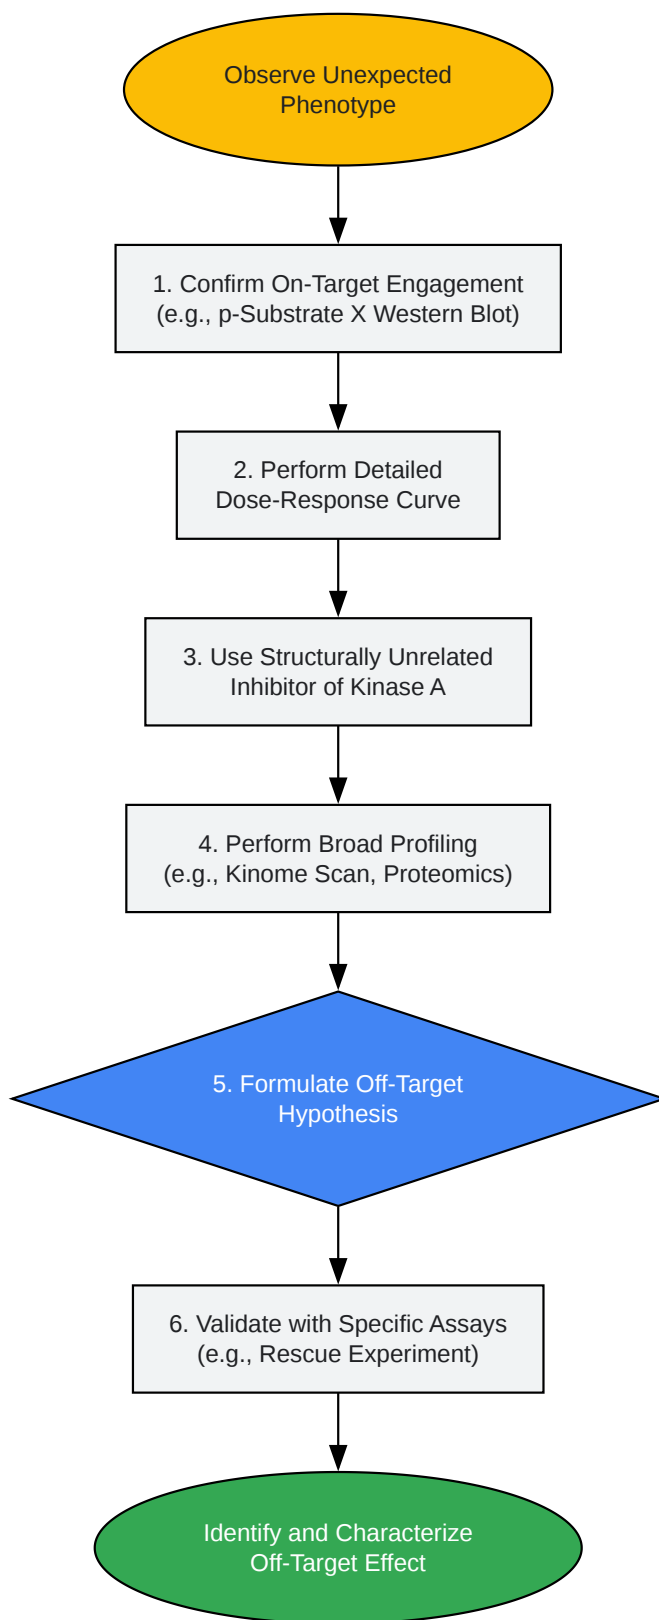 Observe Unexpected
Phenotype
1. Confirm On-Target Engagement
(e.g., p-Substrate X Western Blot)
2. Perform Detailed
Dose-Response Curve
3. Use Structurally Unrelated
Inhibitor of Kinase A
4. Perform Broad Profiling
(e.g., Kinome Scan, Proteomics)
5. Formulate Off-Target
Hypothesis
6. Validate with Specific Assays
(e.g., Rescue Experiment)
Identify and Characterize
Off-Target Effect